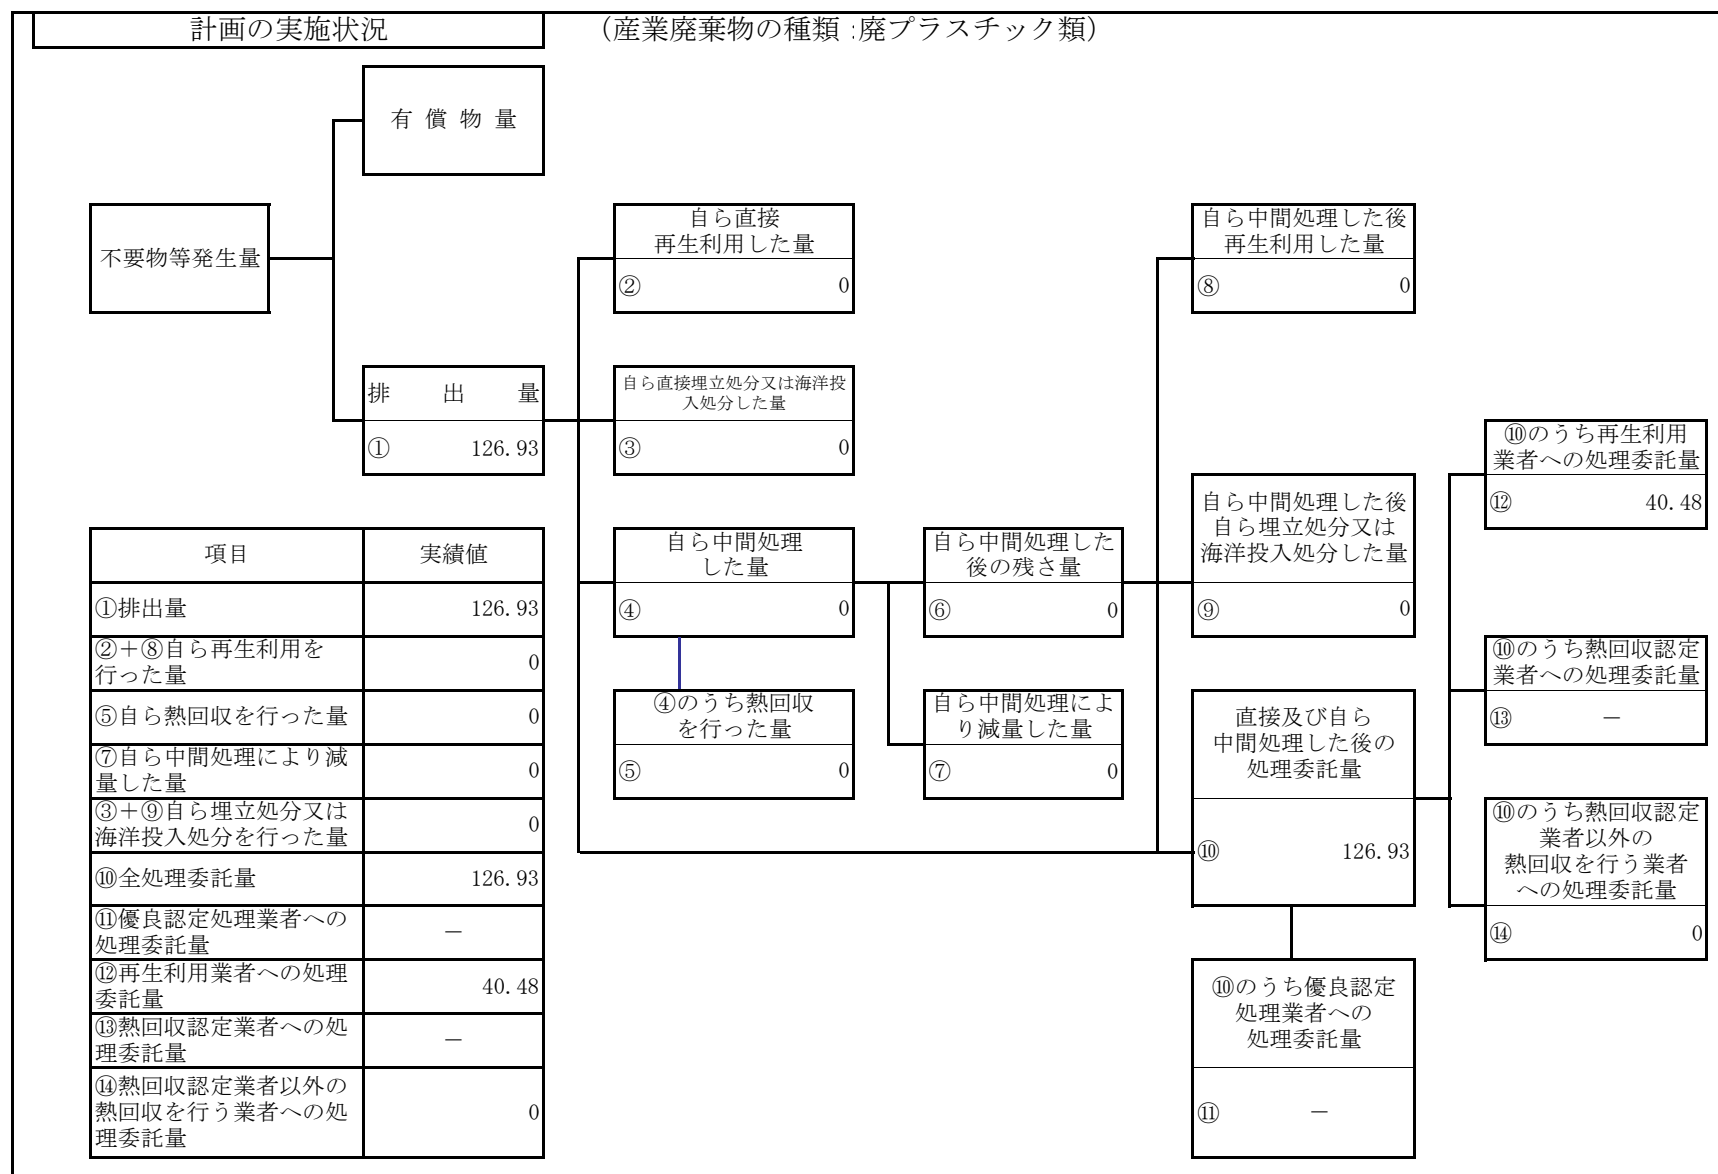 計画の実施状況
(産業廃棄物の種類:廃プラスチック類)
有 償 物 量
不要物等発生量
排 出 量
① 126.93
自ら直接
再生利用した量
② 0
自ら直接埋立処分又は海洋投
入処分した量
③ 0
自ら中間処理
した量
④ 0
④のうち熱回収
を行った量
⑤ 0
自ら中間処理した
後の残さ量
⑥ 0
自ら中間処理によ
り減量した量
⑦ 0
自ら中間処理した後
再生利用した量
⑧ 0
自ら中間処理した後
自ら埋立処分又は
海洋投入処分した量
⑨ 0
直接及び自ら
中間処理した後の
処理委託量
⑩ 126.93
⑩のうち優良認定
処理業者への
処理委託量
⑪ －
⑩のうち再生利用
業者への処理委託量
⑫ 40.48
⑩のうち熱回収認定
業者への処理委託量
⑬ －
⑩のうち熱回収認定
業者以外の
熱回収を行う業者
への処理委託量
⑭ 0
項目 実績値
①排出量 126.93
②＋⑧自ら再生利用を
行った量 0
⑤自ら熱回収を行った量 0
⑦自ら中間処理により減
量した量 0
③＋⑨自ら埋立処分又は
海洋投入処分を行った量 0
⑩全処理委託量 126.93
⑪優良認定処理業者への
処理委託量 －
⑫再生利用業者への処理
委託量 40.48
⑬熱回収認定業者への処
理委託量 －
⑭熱回収認定業者以外の
熱回収を行う業者への処
理委託量 0